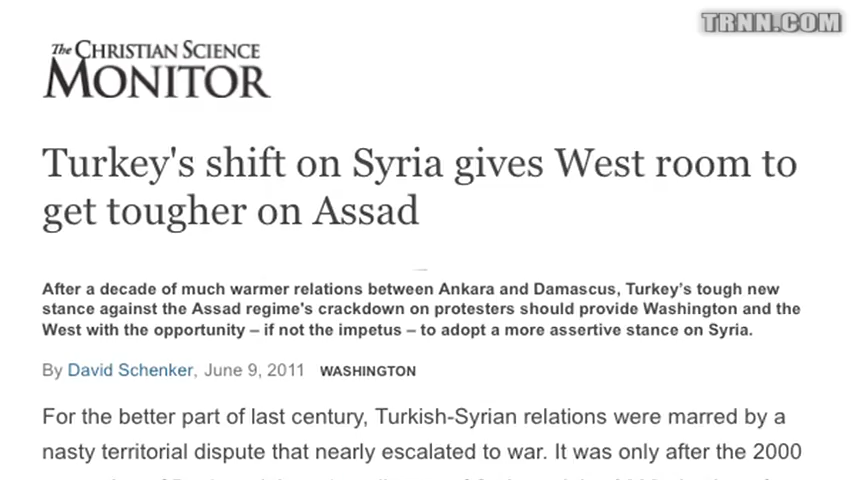 TRNN.COM
The CHRISTIAN SCIENCE
MONITOR
Turkey's shift on Syria gives West room to
get tougher on Assad
After a decade of much warmer relations between Ankara and Damascus, Turkey's tough new
stance against the Assad regime's crackdown on protesters should provide Washington and the
West with the opportunity – if not the impetus – to adopt a more assertive stance on Syria.
By David Schenker, June 9, 2011 WASHINGTON
For the better part of last century, Turkish-Syrian relations were marred by a
nasty territorial dispute that nearly escalated to war. It was only after the 2000